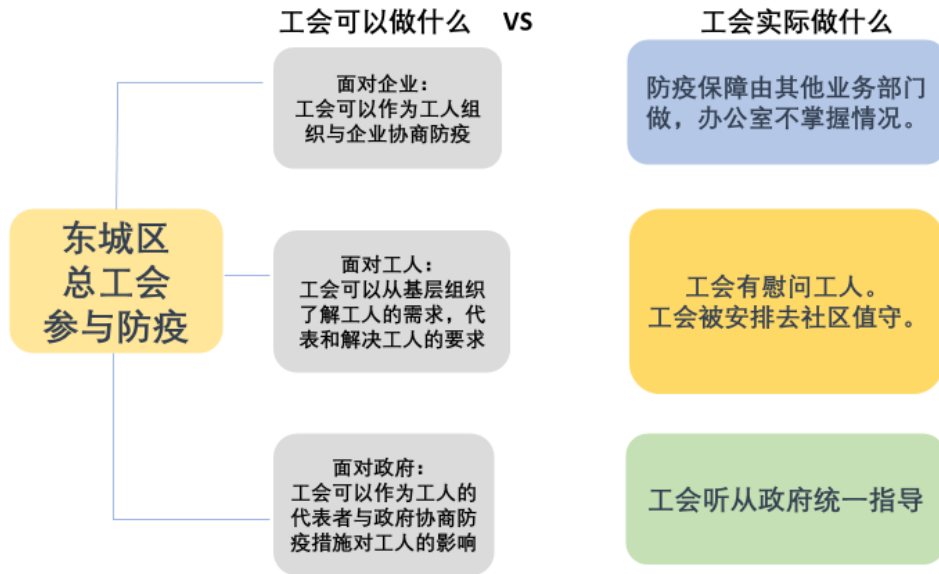 工会可以做什么 VS 工会实际做什么
面对企业：
工会可以作为工人组
织与企业协商防疫
防疫保障由其他业务部门
做，办公室不掌握情况。
东城区
总工会
参与防疫
面对工人：
工会可以从基层组织
了解工人的需求，代
表和解决工人的要求
工会有慰问工人。
工会被安排去社区值守。
面对政府：
工会可以作为工人的
代表者与政府协商防
疫措施对工人的影响
工会听从政府统一指导